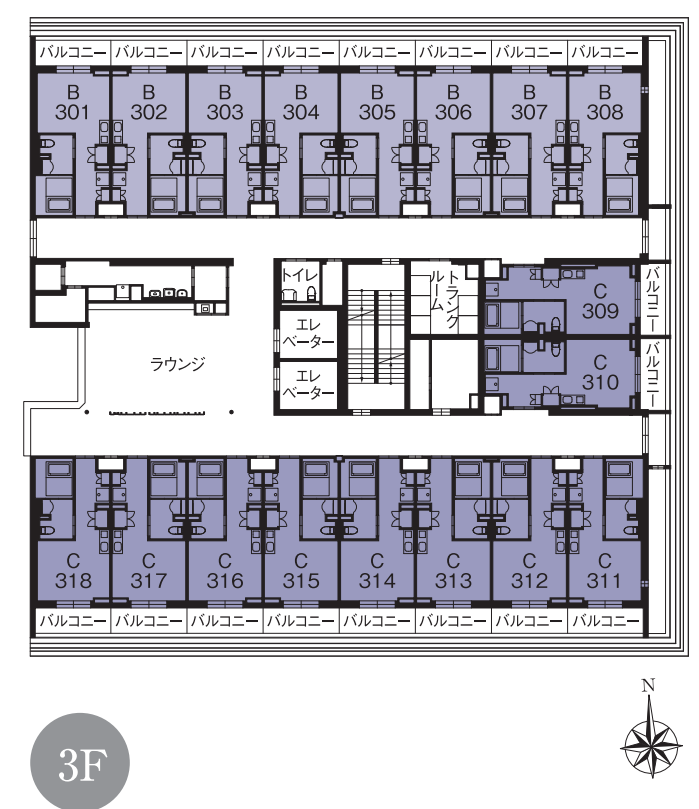 バルコニー バルコニー バルコニー バルコニー バルコニー バルコニー バルコニー バルコニー
B B B B B B B B
301 302 303 304 305 306 307 308
トイレ
エレ
ベーター
エレ
ベーター
トランク
ルーム
C
309
バルコニー
C
310
バルコニー
ラウンジ
C C C C C C C C
318 317 316 315 314 313 312 311
バルコニー バルコニー バルコニー バルコニー バルコニー バルコニー バルコニー バルコニー
N
3F